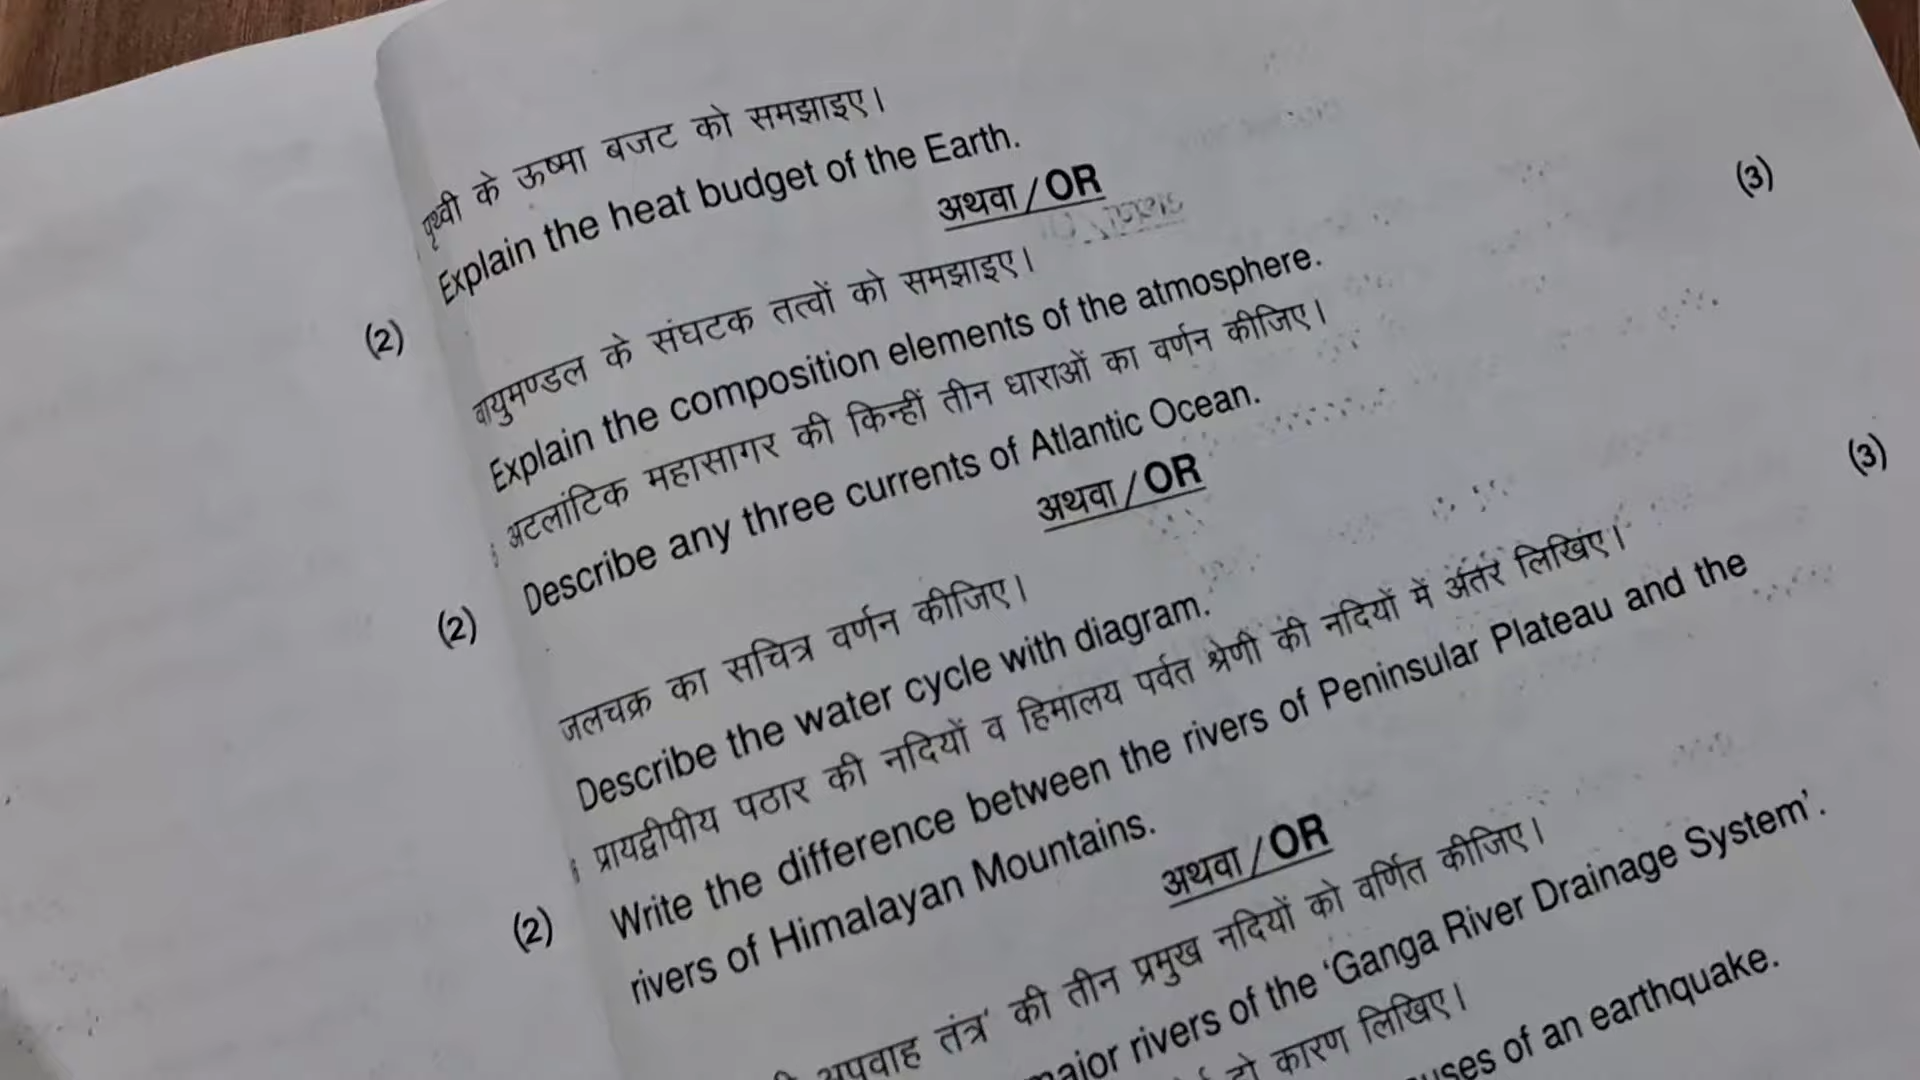 पृथ्वी के ऊष्मा बजट को समझाइए।
Explain the heat budget of the Earth.
अथवा / OR
(3)
(2)
वायुमण्डल के संघटक तत्वों को समझाइए।
Explain the composition elements of the atmosphere.
अटलांटिक महासागर की किन्हीं तीन धाराओं का वर्णन कीजिए।
Describe any three currents of Atlantic Ocean.
अथवा / OR
(3)
(2)
जलचक्र का सचित्र वर्णन कीजिए।
Describe the water cycle with diagram.
प्रायद्वीपीय पठार की नदियों व हिमालय पर्वत श्रेणी की नदियों में अंतर लिखिए।
Write the difference between the rivers of Peninsular Plateau and the
(2)
rivers of Himalayan Mountains.
अथवा / OR
अपवाह तंत्र' की तीन प्रमुख नदियों को वर्णित कीजिए।
major rivers of the 'Ganga River Drainage System'.
दो कारण लिखिए।
of an earthquake.